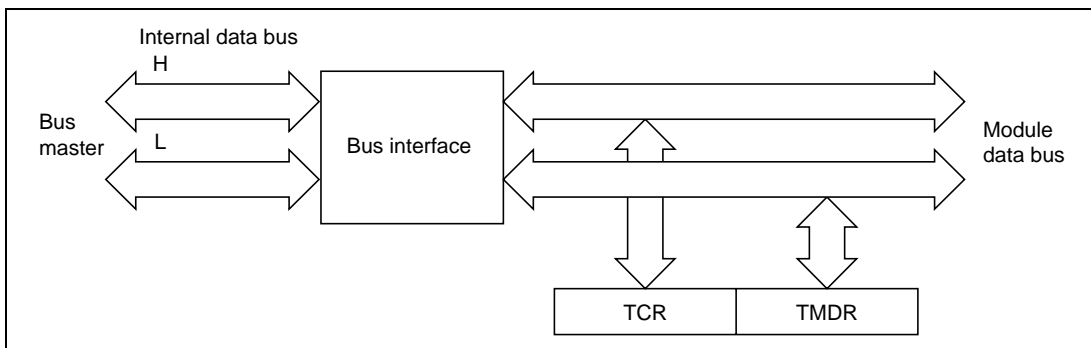 Internal data bus
H
Bus
master
L
Bus interface
Module
data bus
TCR
TMDR